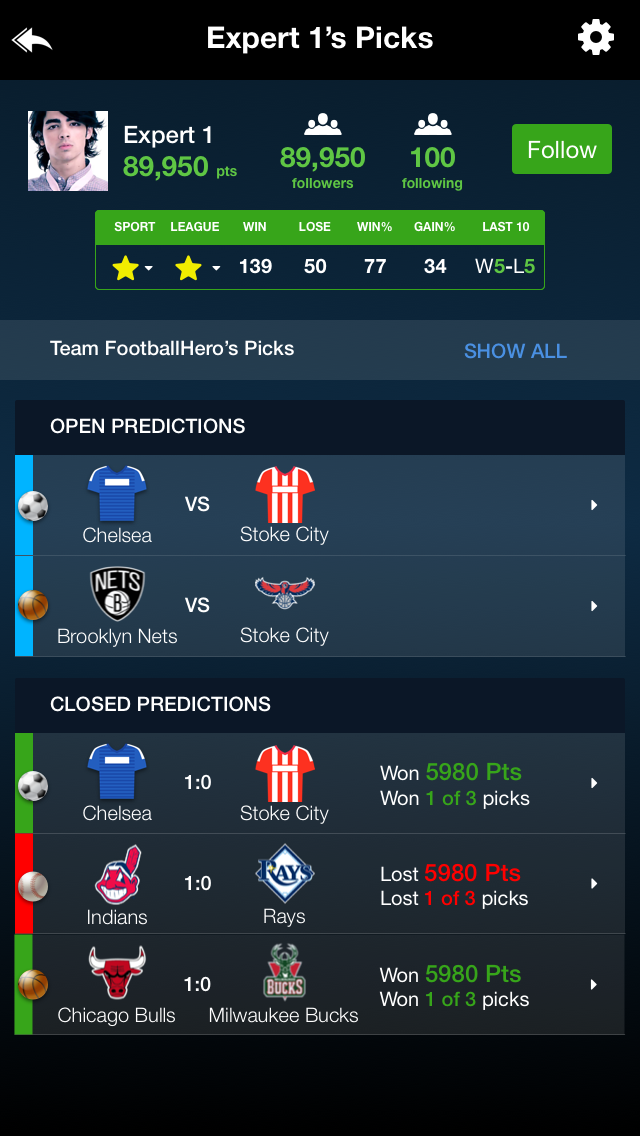 Expert 1's Picks
Expert 1
89,950 pts
89,950
followers
100
following
Follow
SPORT LEAGUE WIN LOSE WIN% GAIN% LAST 10
139 50 77 34 W5-L5
Team FootballHero's Picks
SHOW ALL
OPEN PREDICTIONS
VS
Chelsea
Stoke City
NETS
B
VS
Brooklyn Nets
Stoke City
CLOSED PREDICTIONS
1:0
Chelsea
Stoke City
Won 5980 Pts
Won 1 of 3 picks
RAYS
1:0
Indians
Rays
Lost 5980 Pts
Lost 1 of 3 picks
BUCKS
1:0
Chicago Bulls
Milwaukee Bucks
Won 5980 Pts
Won 1 of 3 picks